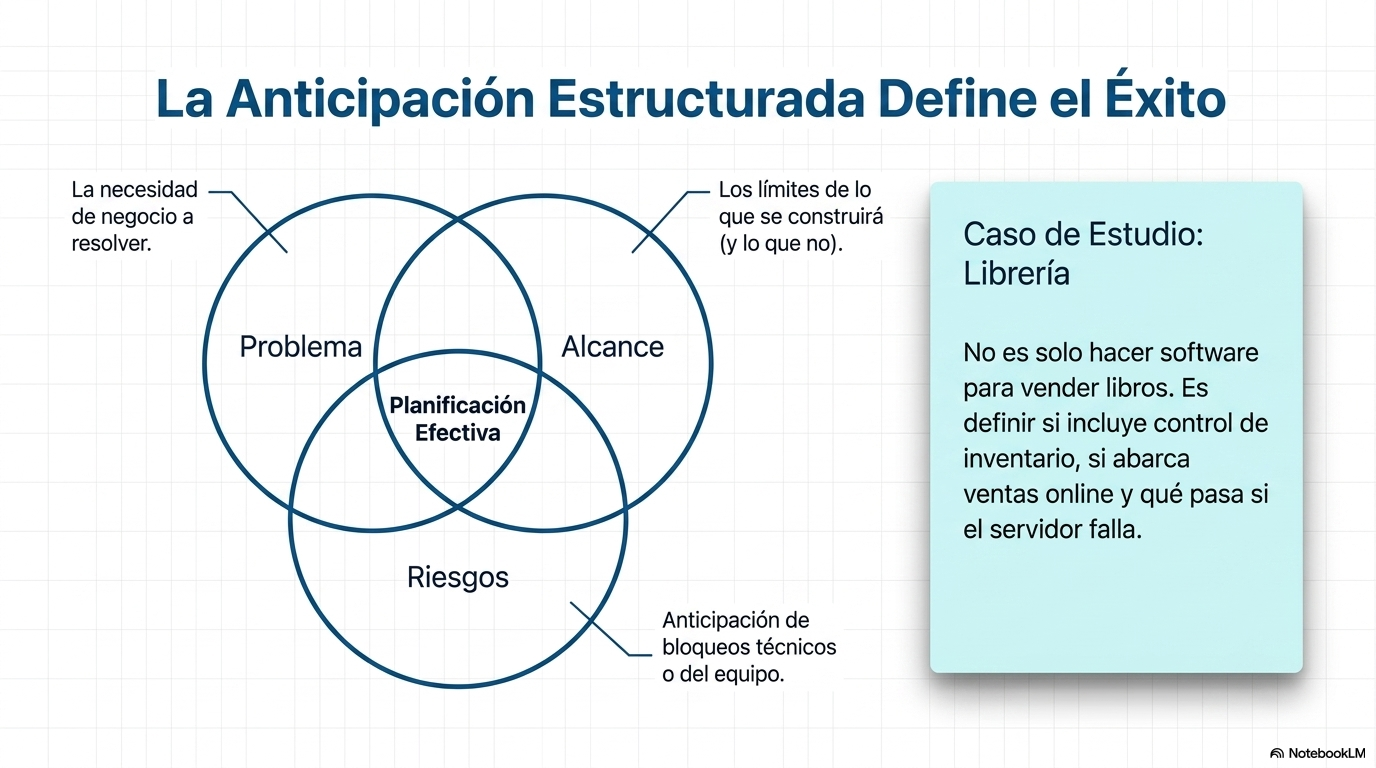 La Anticipación Estructurada Define el Éxito
La necesidad
de negocio a
resolver.
Los límites de lo
que se construirá
(y lo que no).
Problema
Alcance
Planificación
Efectiva
Riesgos
Anticipación de
bloqueos técnicos
o del equipo.
Caso de Estudio:
Librería
No es solo hacer software
para vender libros. Es
definir si incluye control de
inventario, si abarca
ventas online y qué pasa si
el servidor falla.
NotebookLM